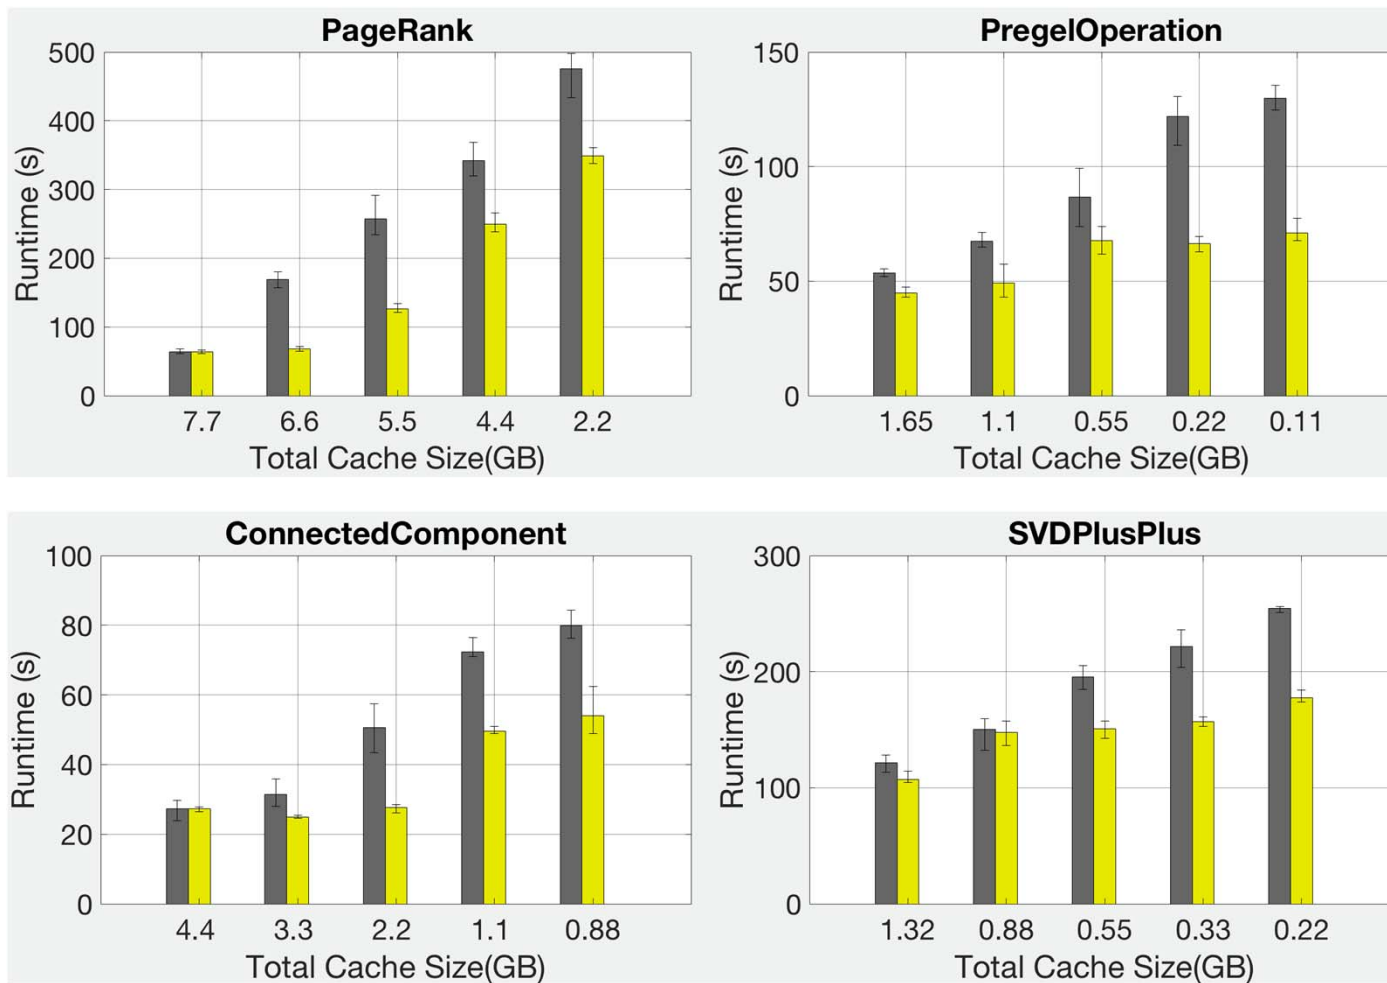 PageRank
500
400
300
200
100
0
Runtime (s)
7.7 6.6 5.5 4.4 2.2
Total Cache Size(GB)
PregelOperation
150
100
50
0
Runtime (s)
1.65 1.1 0.55 0.22 0.11
Total Cache Size(GB)
ConnectedComponent
100
80
60
40
20
0
Runtime (s)
4.4 3.3 2.2 1.1 0.88
Total Cache Size(GB)
SVDPlusPlus
300
200
100
0
Runtime (s)
1.32 0.88 0.55 0.33 0.22
Total Cache Size(GB)